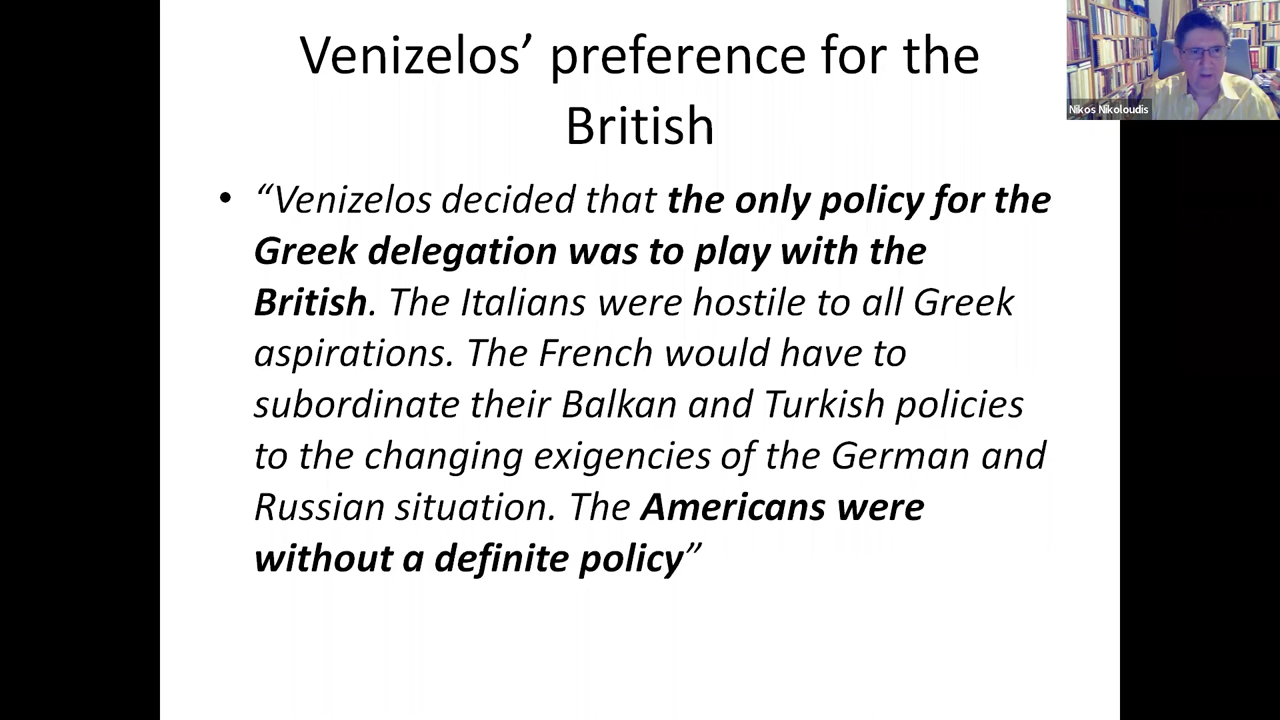 Venizelos’ preference for the
British
Nikos Nikoloudis
• “Venizelos decided that the only policy for the
Greek delegation was to play with the
British. The Italians were hostile to all Greek
aspirations. The French would have to
subordinate their Balkan and Turkish policies
to the changing exigencies of the German and
Russian situation. The Americans were
without a definite policy”